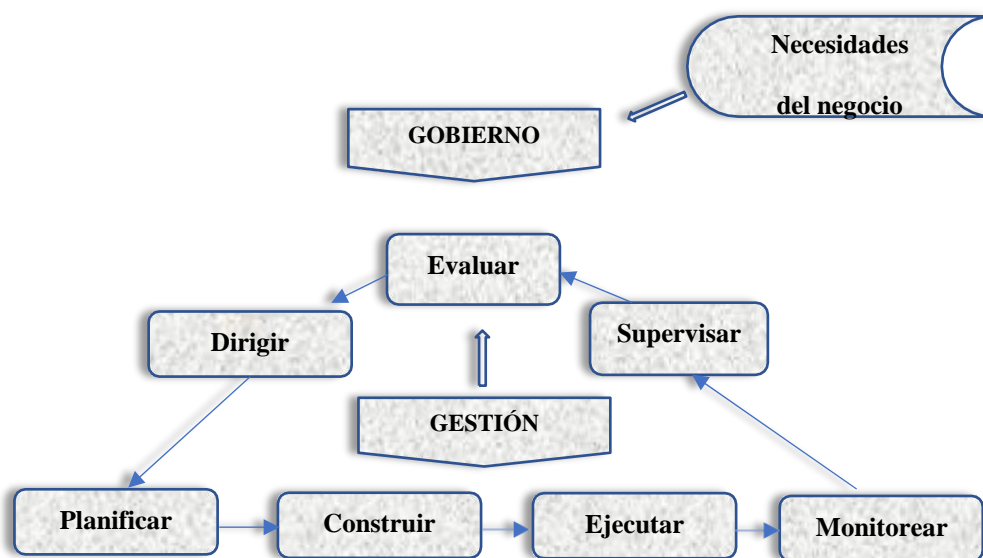 Necesidades
del negocio
GOBIERNO
Evaluar
Dirigir
Supervisar
GESTIÓN
Planificar
Construir
Ejecutar
Monitorear